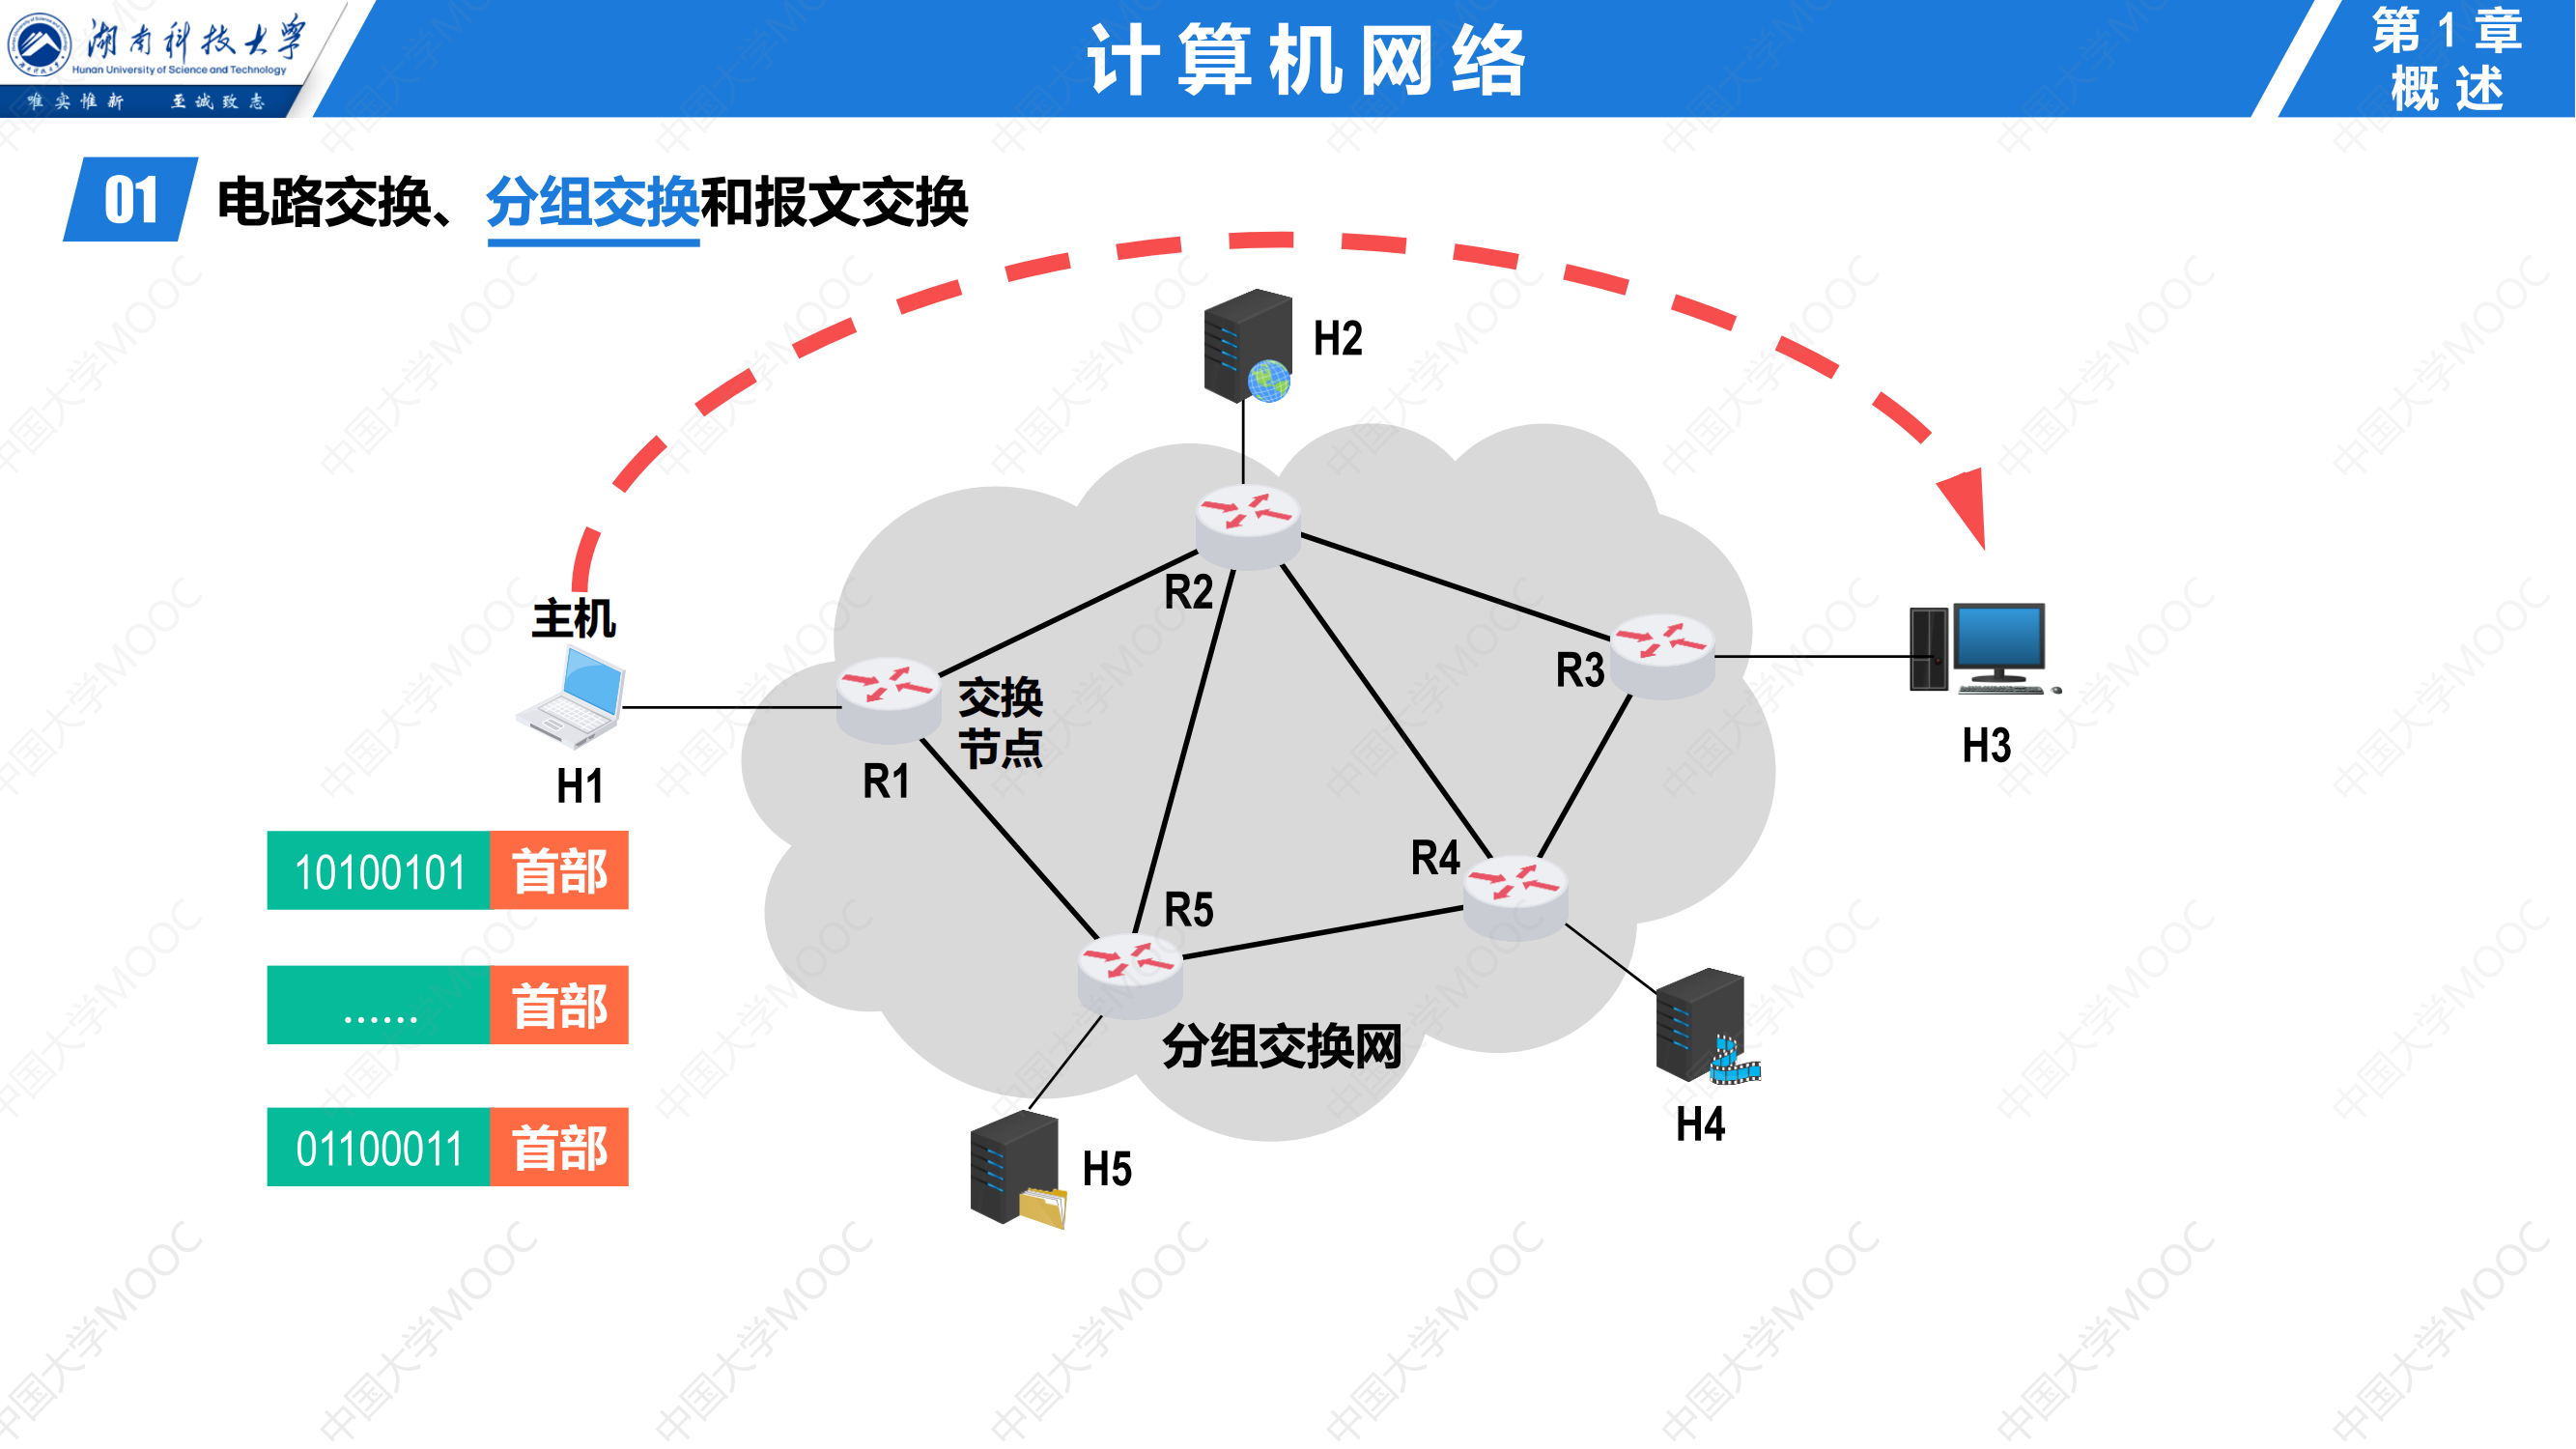 湖南科技大学
Hunan University of Science and Technology
唯实惟新 至诚致志
计算机网络
第1章
概述
01 电路交换、分组交换和报文交换
H2
R2
主机
R3
交换
节点
H1
R1
H3
10100101 首部
R4
R5
...... 首部
分组交换网
H4
01100011 首部
H5
中国大学MOOC